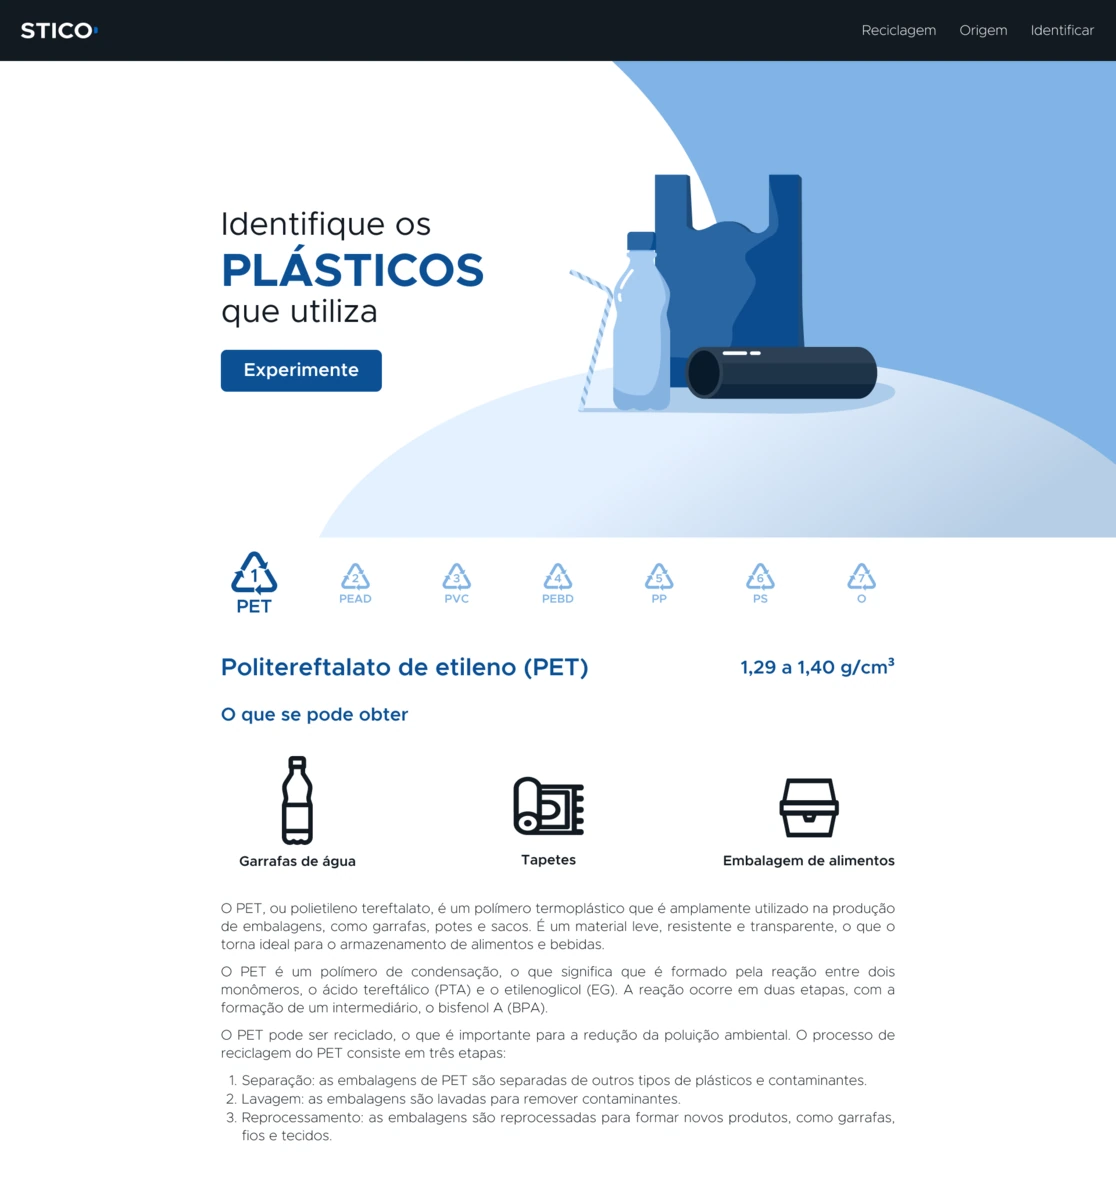 STICO
Reciclagem Origem Identificar
Identifique os
PLÁSTICOS
que utiliza
Experimente
1
PET
2
PEAD
3
PVC
4
PEBD
5
PP
6
PS
7
O
Politereftalato de etileno (PET)
1,29 a 1,40 g/cm³
O que se pode obter
Garrafas de água
Tapetes
Embalagem de alimentos
O PET, ou polietileno tereftalato, é um polímero termoplástico que é amplamente utilizado na produção
de embalagens, como garrafas, potes e sacos. É um material leve, resistente e transparente, o que o
torna ideal para o armazenamento de alimentos e bebidas.
O PET é um polímero de condensação, o que significa que é formado pela reação entre dois
monômeros, o ácido tereftálico (PTA) e o etilenoglicol (EG). A reação ocorre em duas etapas, com a
formação de um intermediário, o bisfenol A (BPA).
O PET pode ser reciclado, o que é importante para a redução da poluição ambiental. O processo de
reciclagem do PET consiste em três etapas:
1. Separação: as embalagens de PET são separadas de outros tipos de plásticos e contaminantes.
2. Lavagem: as embalagens são lavadas para remover contaminantes.
3. Reprocessamento: as embalagens são reprocessadas para formar novos produtos, como garrafas,
fios e tecidos.